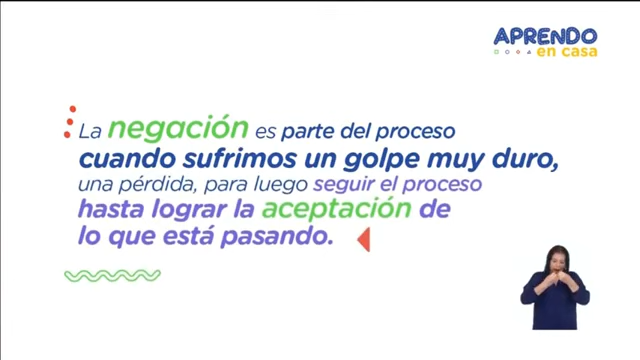 APRENDO
en casa
La negación es parte del proceso
cuando sufrimos un golpe muy duro,
una pérdida, para luego seguir el proceso
hasta lograr la aceptación de
lo que está pasando.